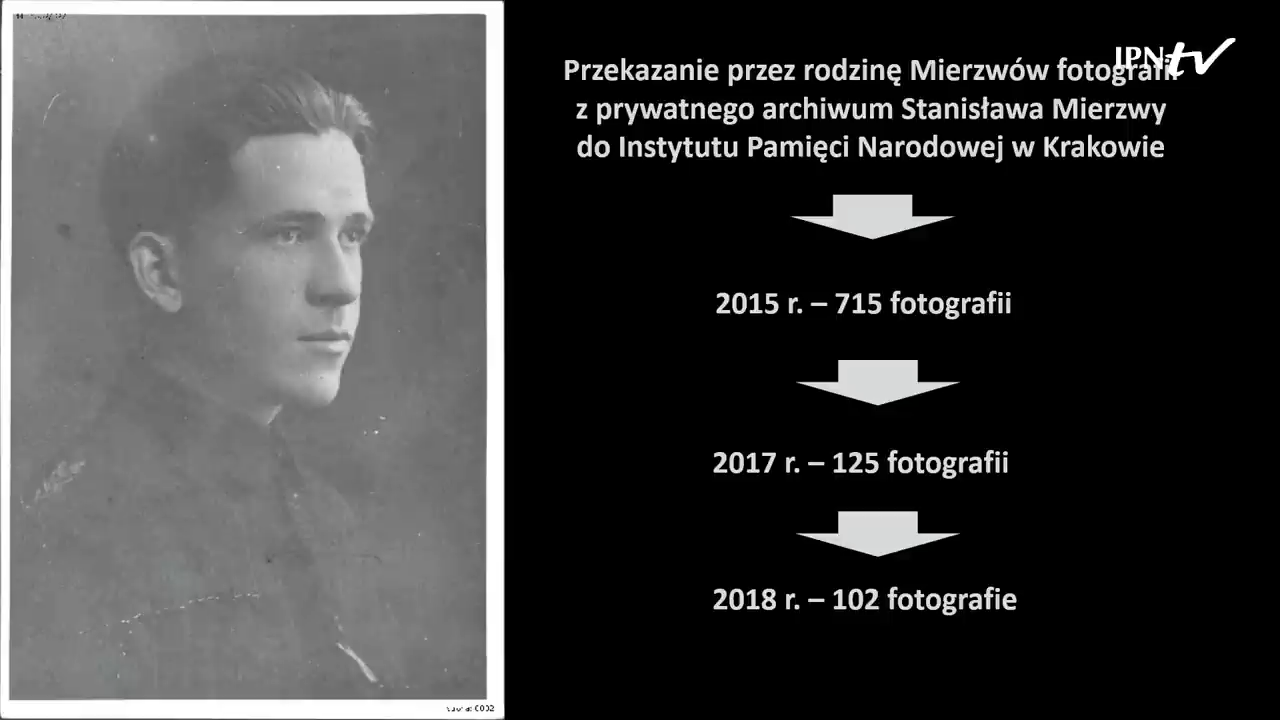 IPNtv
Przekazanie przez rodzinę Mierzwów fotografii
z prywatnego archiwum Stanisława Mierzwy
do Instytutu Pamięci Narodowej w Krakowie
2015 r. – 715 fotografii
2017 r. – 125 fotografii
2018 r. – 102 fotografie